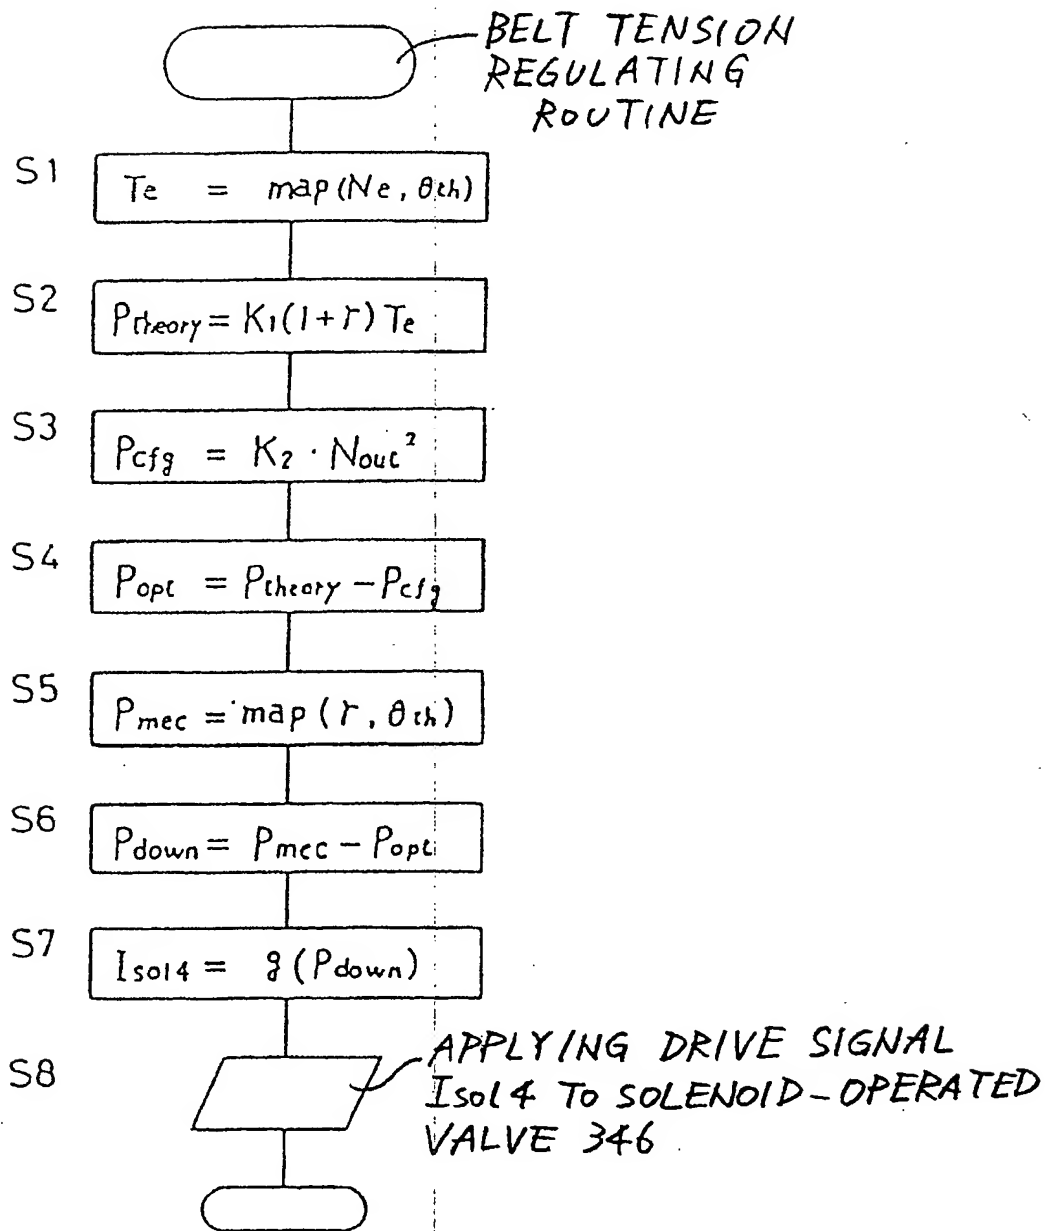 BELT TENSION
REGULATING
ROUTINE
S1
Te = map(Ne, θth)
S2
Ptheory = K1(1+r)Te
S3
Pcfg = K2 · Nout²
S4
Popt = Ptheory – Pcfg
S5
Pmec = map(r, θth)
S6
Pdown = Pmec – Popt
S7
Isol4 = g(Pdown)
S8
APPLYING DRIVE SIGNAL
Isol4 TO SOLENOID-OPERATED
VALVE 346